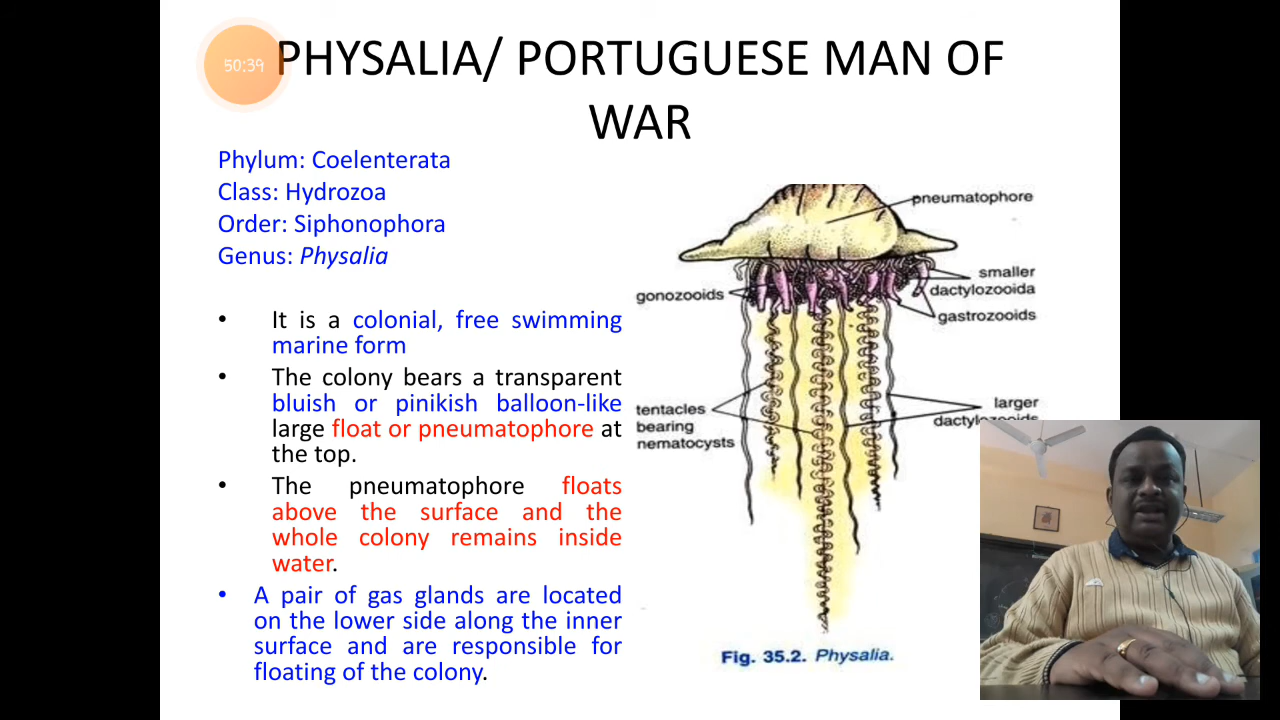 50:39
PHYSALIA/ PORTUGUESE MAN OF
WAR
Phylum: Coelenterata
Class: Hydrozoa
Order: Siphonophora
Genus: Physalia
• It is a colonial, free swimming
marine form
• The colony bears a transparent
bluish or pinikish balloon-like
large float or pneumatophore at
the top.
• The pneumatophore floats
above the surface and the
whole colony remains inside
water.
• A pair of gas glands are located
on the lower side along the inner
surface and are responsible for
floating of the colony.
pneumatophore
smaller
dactylozooida
gonozooids
gastrozooids
tentacles
bearing
nematocysts
larger
Fig. 35.2. Physalia.